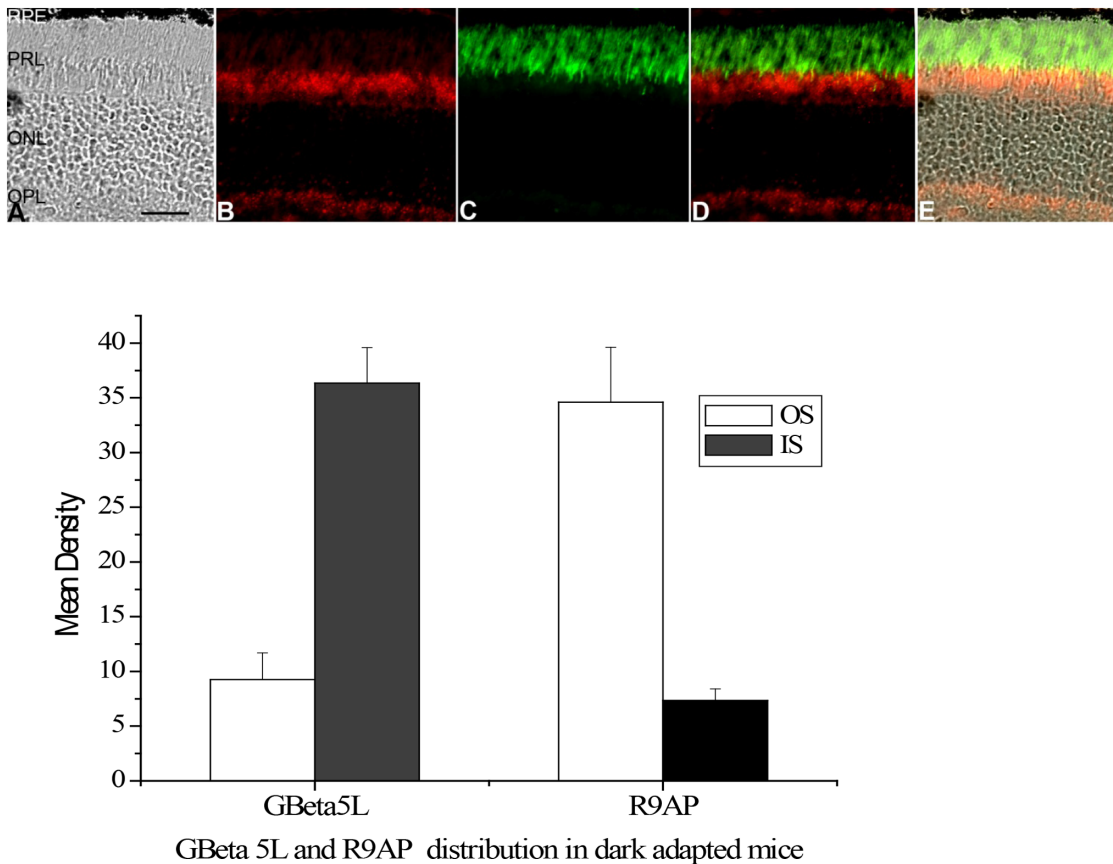 RPE
PRL
ONL
OPL
A
B
C
D
E
40
35
30
25
20
15
10
5
0
Mean Density
OS
IS
GBeta5L
R9AP
GBeta 5L and R9AP distribution in dark adapted mice